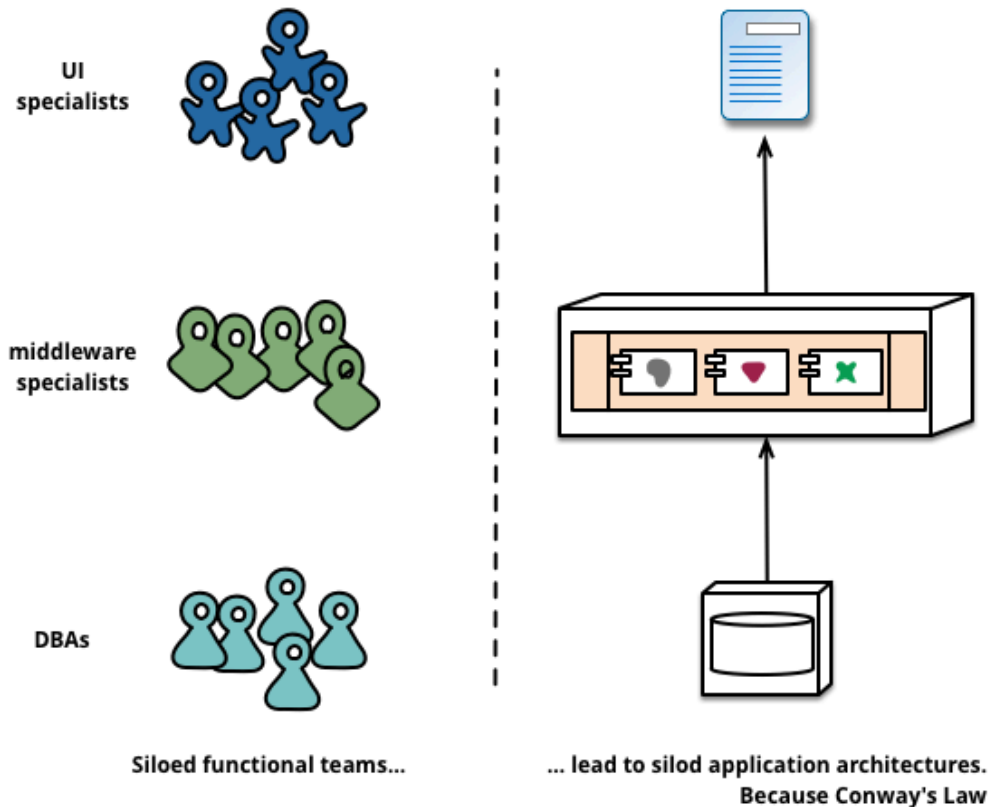 UI
specialists
middleware
specialists
DBAs
Siloed functional teams...
... lead to silod application architectures.
Because Conway's Law